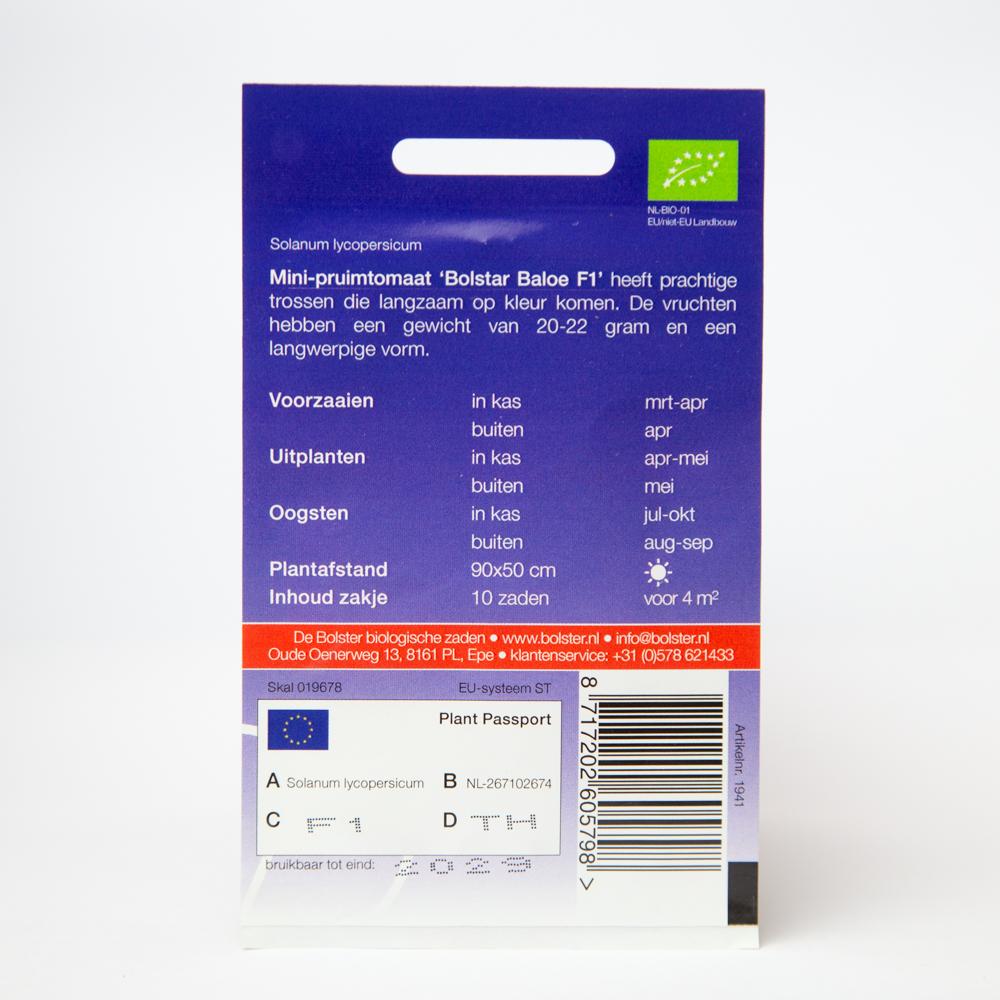 NL-BIO-01
EU/niet-EU Landbouw
Solanum lycopersicum
Mini-pruimtomaat ‘Bolstar Baloe F1’ heeft prachtige
trossen die langzaam op kleur komen. De vruchten
hebben een gewicht van 20-22 gram en een
langwerpige vorm.
Voorzaaien in kas mrt-apr
buiten apr
Uitplanten in kas apr-mei
buiten mei
Oogsten in kas jul-okt
buiten aug-sep
Plantafstand 90x50 cm
Inhoud zakje 10 zaden voor 4 m²
De Bolster biologische zaden • www.bolster.nl • info@bolster.nl
Oude Oenerweg 13, 8161 PL, Epe • klantenservice: +31 (0)578 621433
Skal 019678 EU-systeem ST
Plant Passport
A Solanum lycopersicum B NL-267102674
C F1 D TH
bruikbaar tot eind: 2029
8 717202 605798 >
Artikelnr. 1941